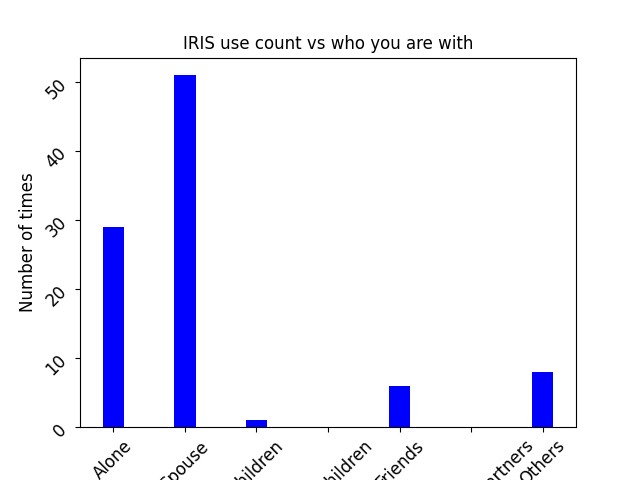 IRIS use count vs who you are with
Number of times
50
40
30
20
10
0
Alone
Spouse
hildren
hildren
Friends
artners
Others